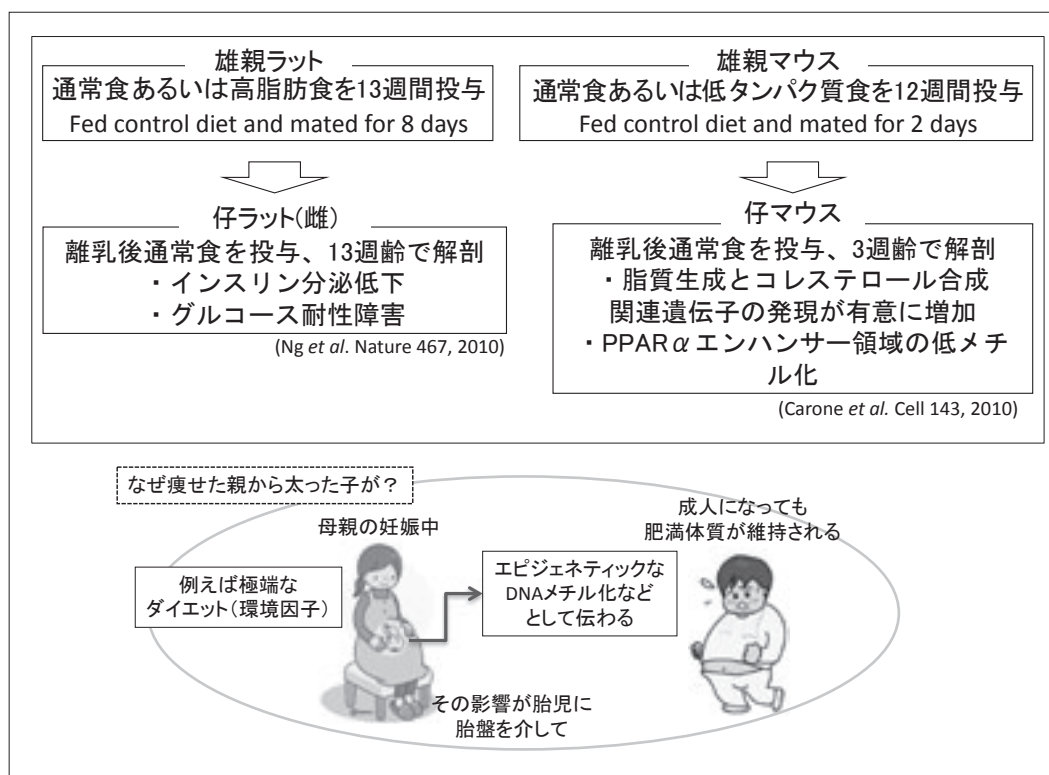 雄親ラット
通常食あるいは高脂肪食を13週間投与
Fed control diet and mated for 8 days
仔ラット(雌)
離乳後通常食を投与、13週齢で解剖
・インスリン分泌低下
・グルコース耐性障害
(Ng et al. Nature 467, 2010)
雄親マウス
通常食あるいは低タンパク質食を12週間投与
Fed control diet and mated for 2 days
仔マウス
離乳後通常食を投与、3週齢で解剖
・脂質生成とコレステロール合成
関連遺伝子の発現が有意に増加
・PPARαエンハンサー領域の低メチ
ル化
(Carone et al. Cell 143, 2010)
なぜ痩せた親から太った子が？
母親の妊娠中
例えば極端な
ダイエット(環境因子)
エピジェネティックな
DNAメチル化など
として伝わる
成人になっても
肥満体質が維持される
その影響が胎児に
胎盤を介して